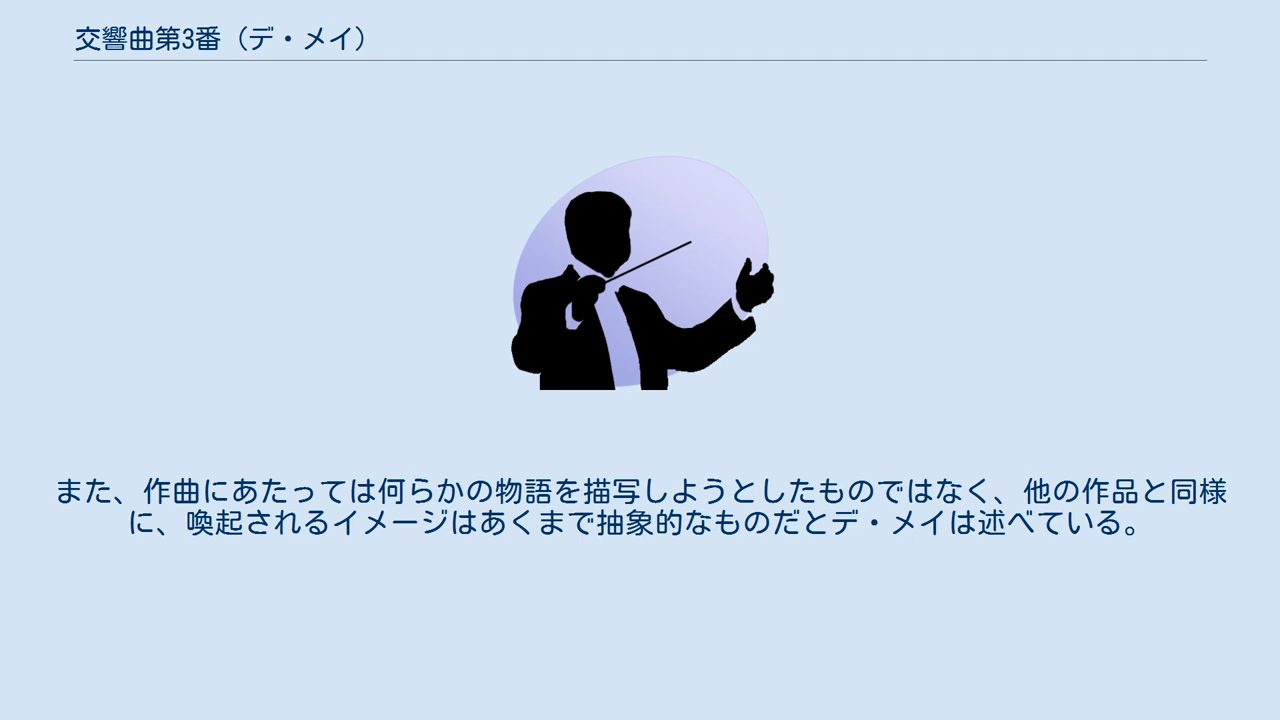 交響曲第3番（デ・メイ）
また、作曲にあたっては何らかの物語を描写しようとしたものではなく、他の作品と同様
に、喚起されるイメージはあくまで抽象的なものだとデ・メイは述べている。